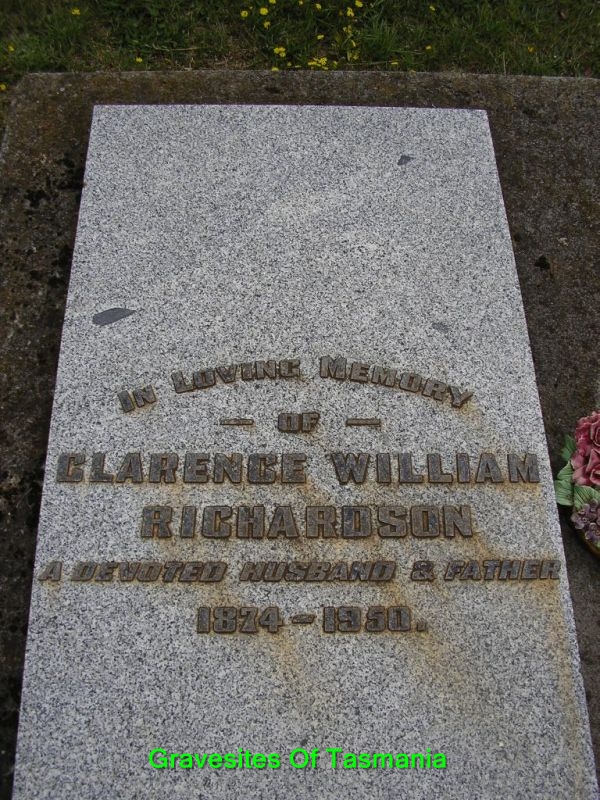 In Loving Memory
— OF —
CLARENCE WILLIAM
RICHARDSON
A DEVOTED HUSBAND & FATHER
1874 – 1950.
Gravesites Of Tasmania